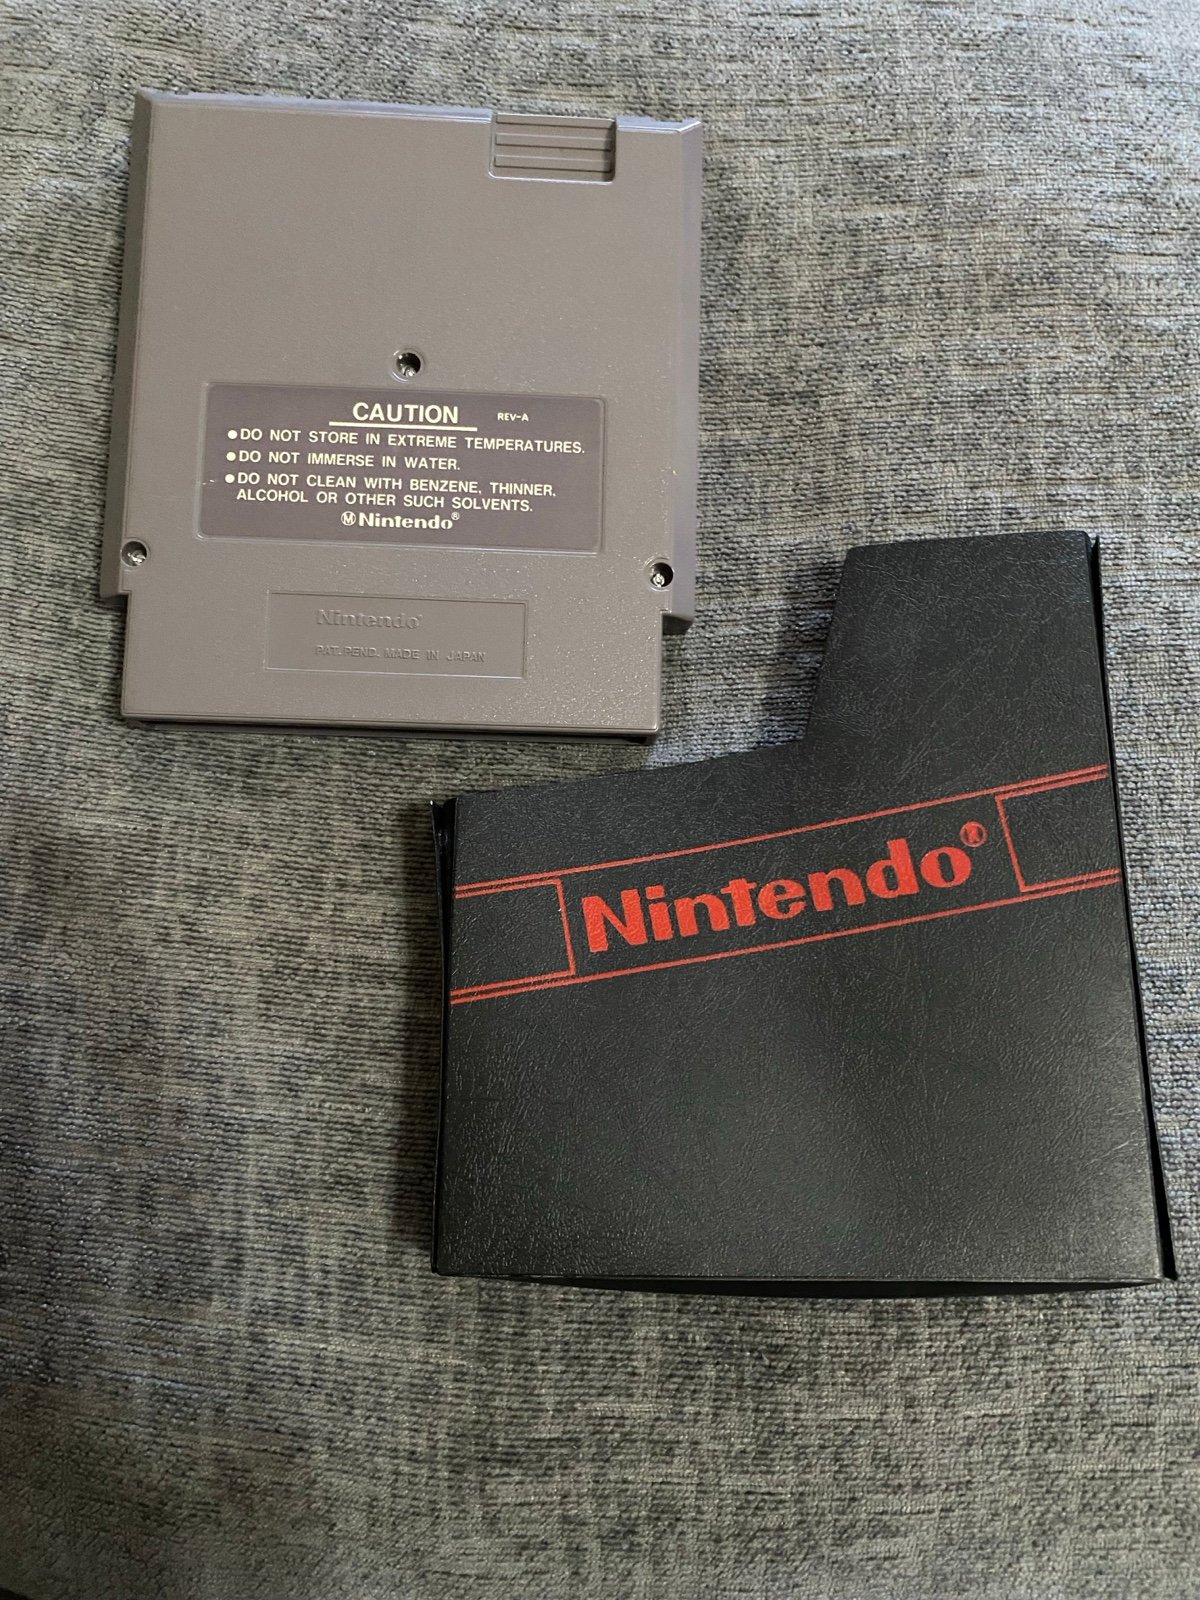 CAUTION REV-A
●DO NOT STORE IN EXTREME TEMPERATURES.
●DO NOT IMMERSE IN WATER.
●DO NOT CLEAN WITH BENZENE, THINNER,
ALCOHOL OR OTHER SUCH SOLVENTS.
Ⓜ Nintendo®
Nintendo®
PAT. PEND. MADE IN JAPAN
Nintendo®